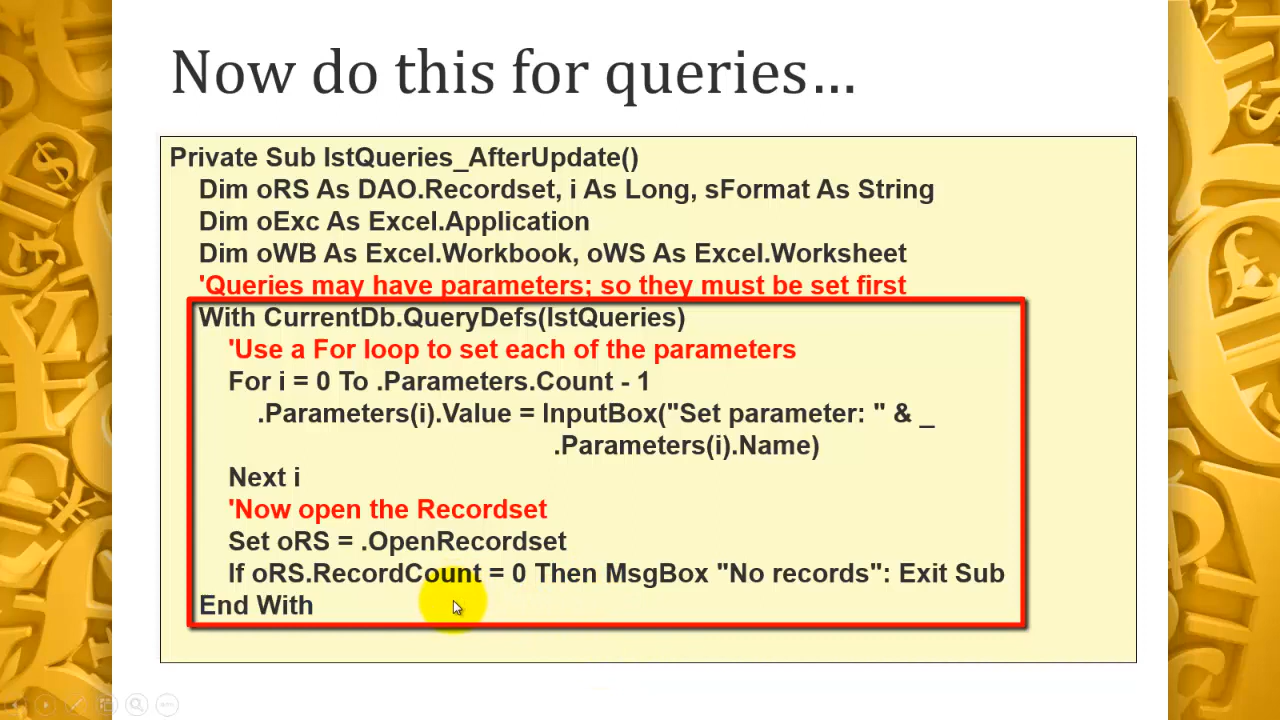 Now do this for queries…
Private Sub lstQueries_AfterUpdate()
Dim oRS As DAO.Recordset, i As Long, sFormat As String
Dim oExc As Excel.Application
Dim oWB As Excel.Workbook, oWS As Excel.Worksheet
'Queries may have parameters; so they must be set first
With CurrentDb.QueryDefs(lstQueries)
'Use a For loop to set each of the parameters
For i = 0 To .Parameters.Count - 1
.Parameters(i).Value = InputBox("Set parameter: " & _
.Parameters(i).Name)
Next i
'Now open the Recordset
Set oRS = .OpenRecordset
If oRS.RecordCount = 0 Then MsgBox "No records": Exit Sub
End With